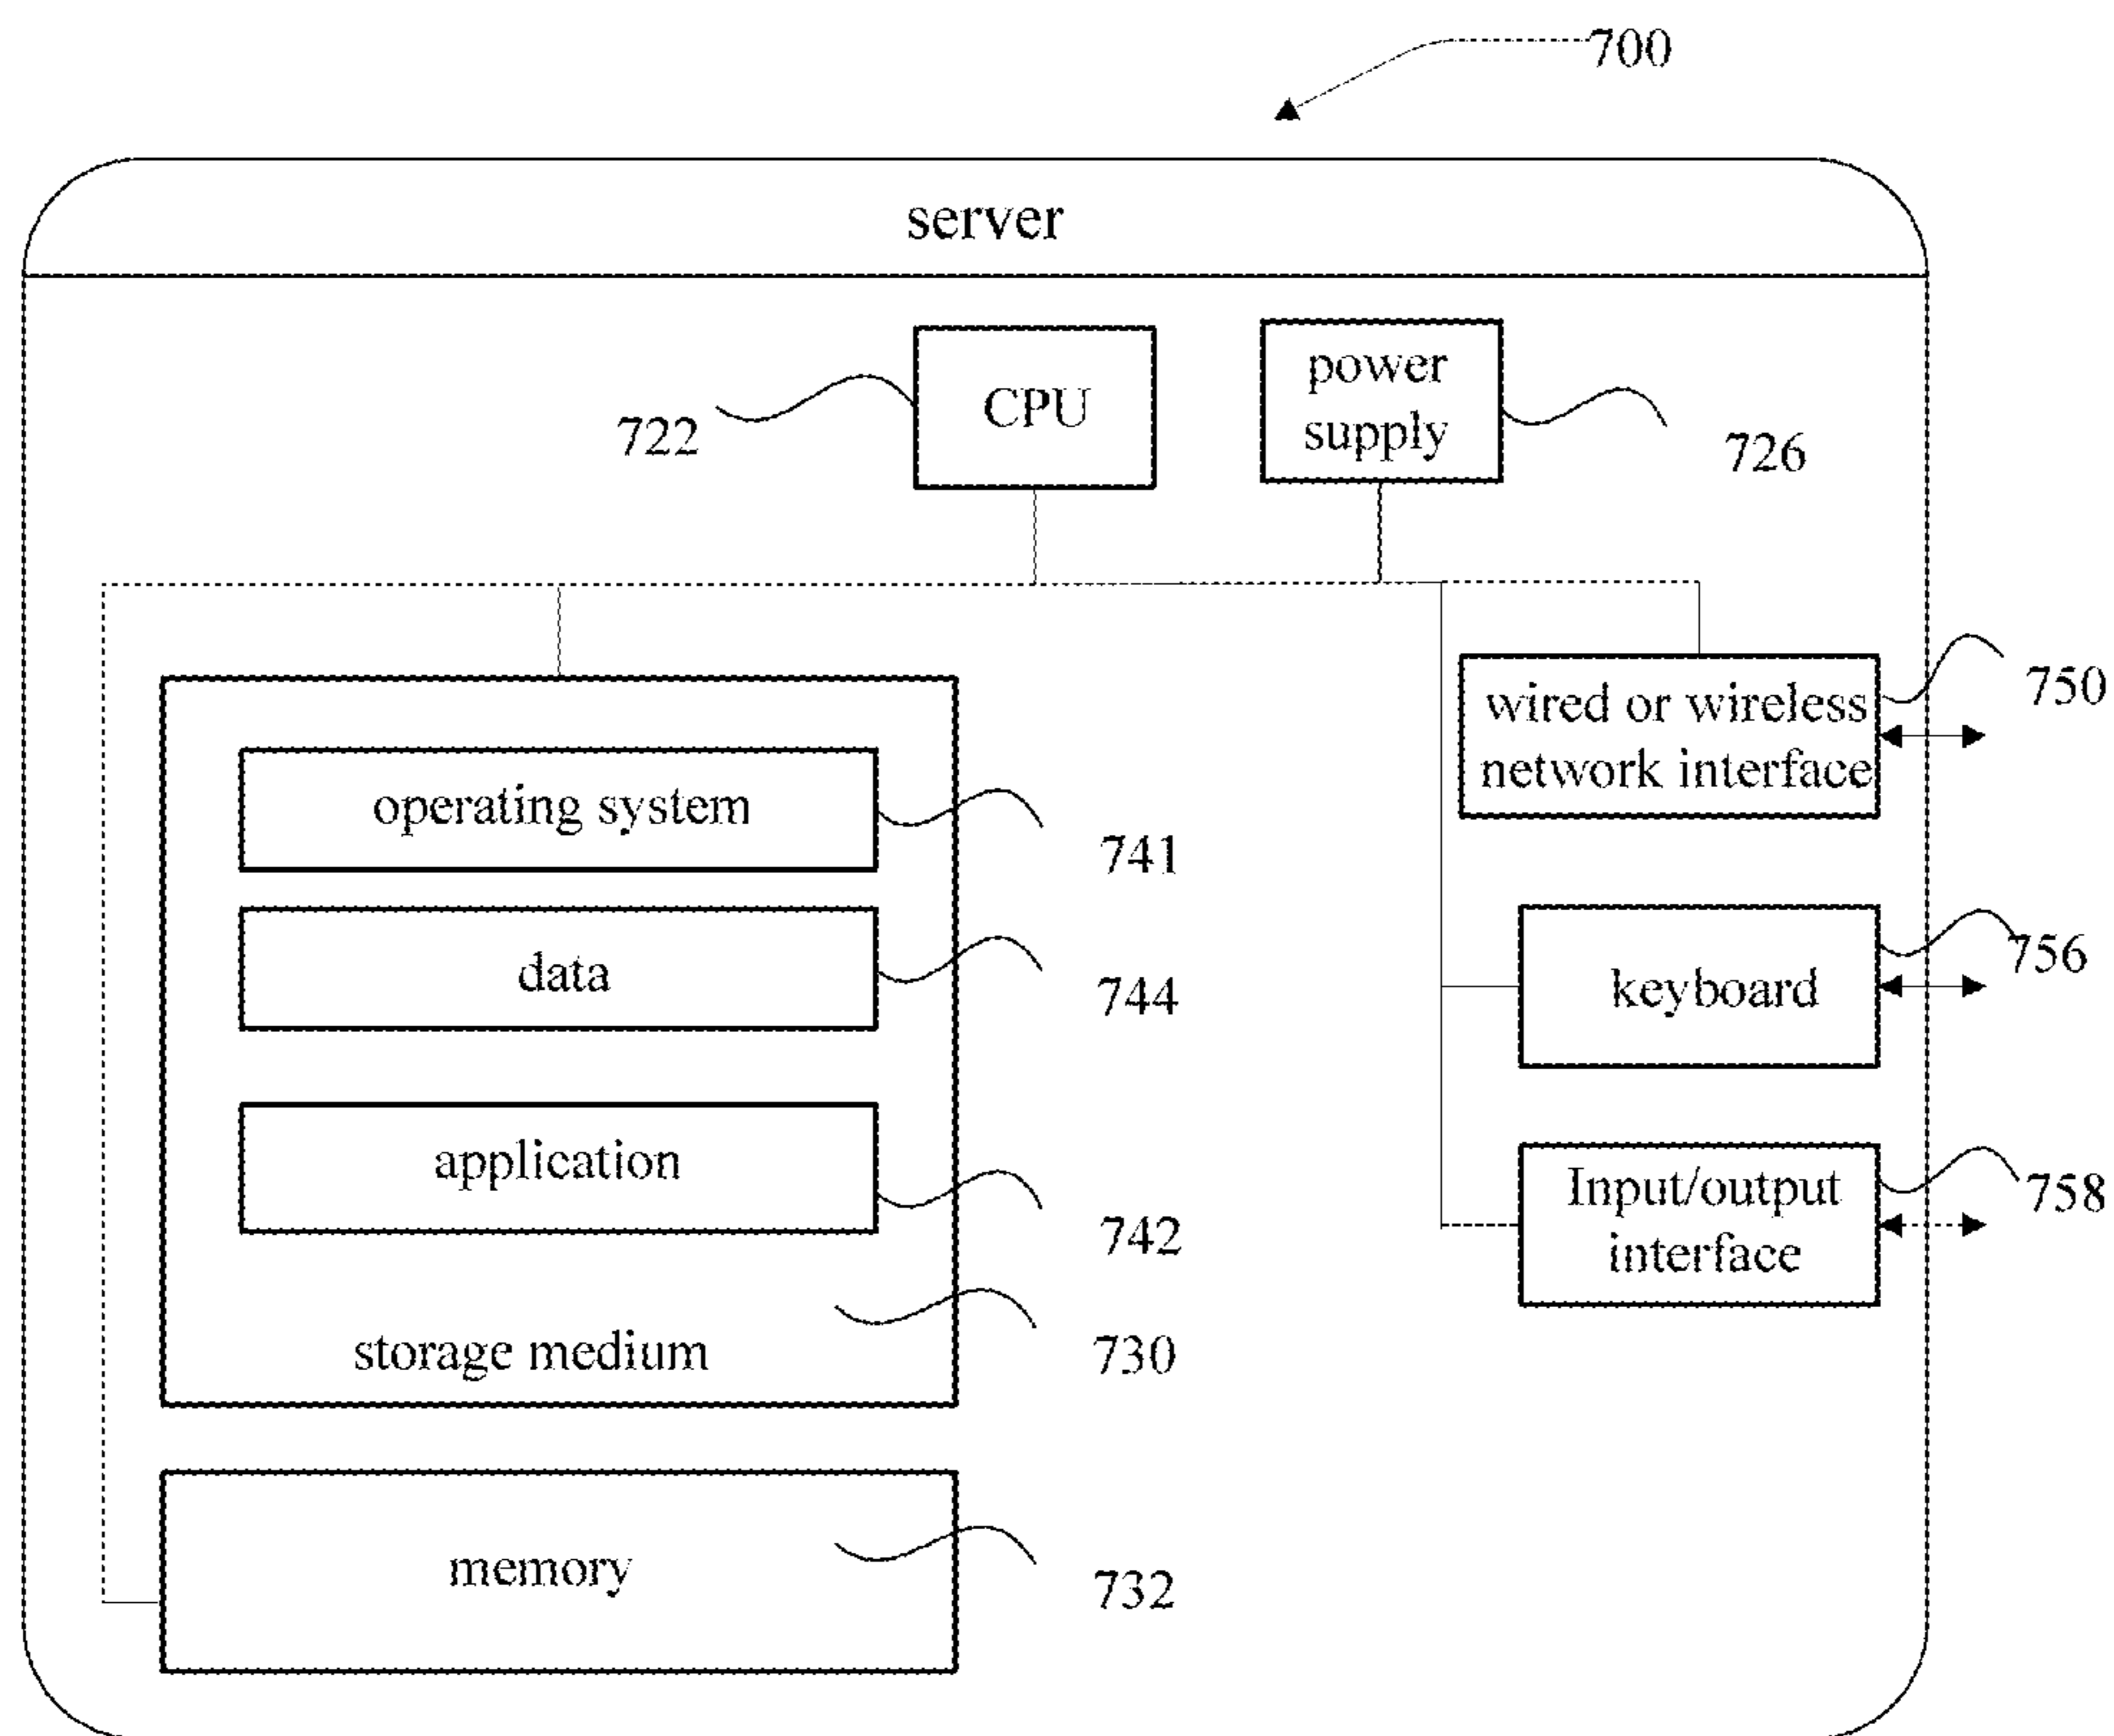 700
server
CPU
722
power
supply
726
wired or wireless
network interface
750
operating system
741
data
744
keyboard
756
application
742
Input/output
interface
758
storage medium
730
memory
732